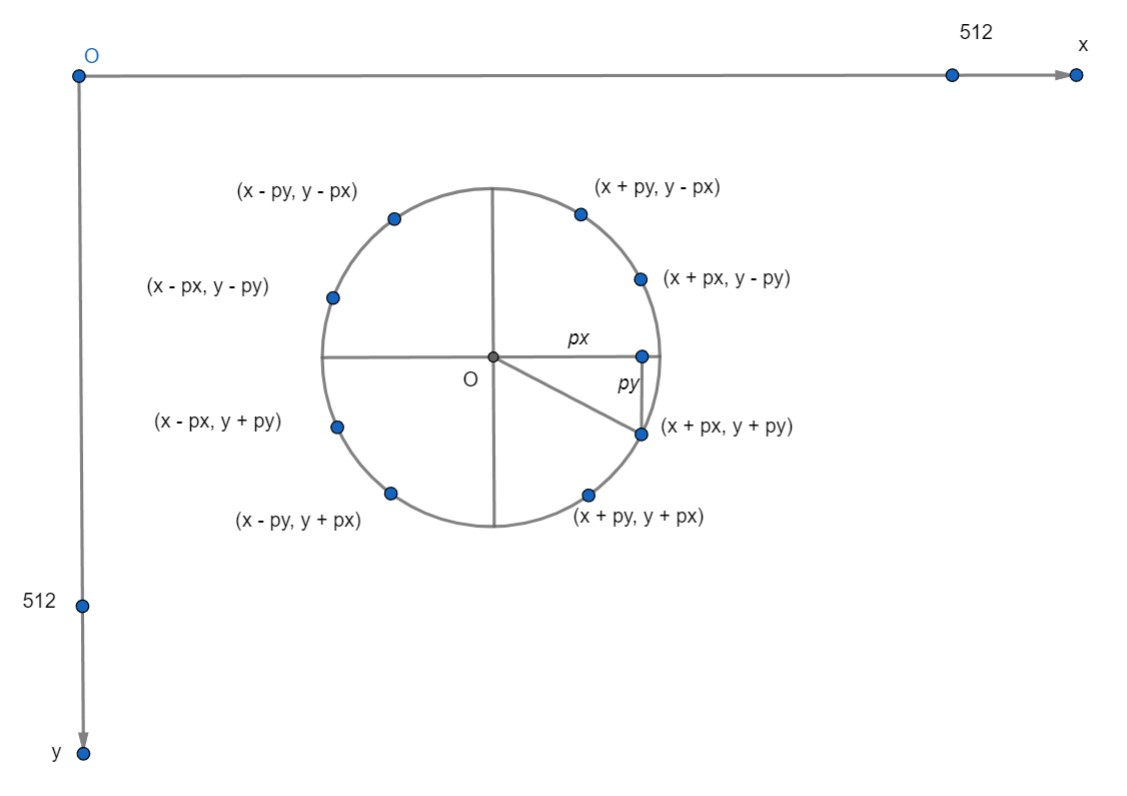 512
x
O
(x - py, y - px)
(x + py, y - px)
(x - px, y - py)
(x + px, y - py)
px
O
py
(x - px, y + py)
(x + px, y + py)
(x - py, y + px)
(x + py, y + px)
512
y